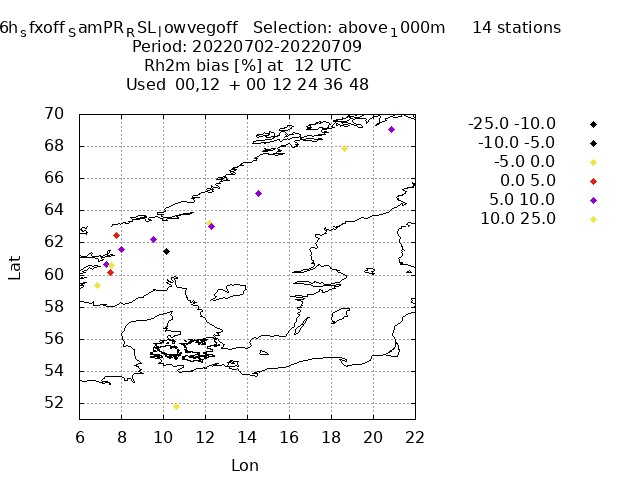 6h_sfxoff_samPR_RSL_lowvegoff Selection: above_1000m 14 stations
Period: 20220702-20220709
Rh2m bias [%] at 12 UTC
Used 00,12 + 00 12 24 36 48
-25.0 -10.0
-10.0 -5.0
-5.0 0.0
0.0 5.0
5.0 10.0
10.0 25.0
70
68
66
64
62
60
58
56
54
52
Lat
6 8 10 12 14 16 18 20 22
Lon